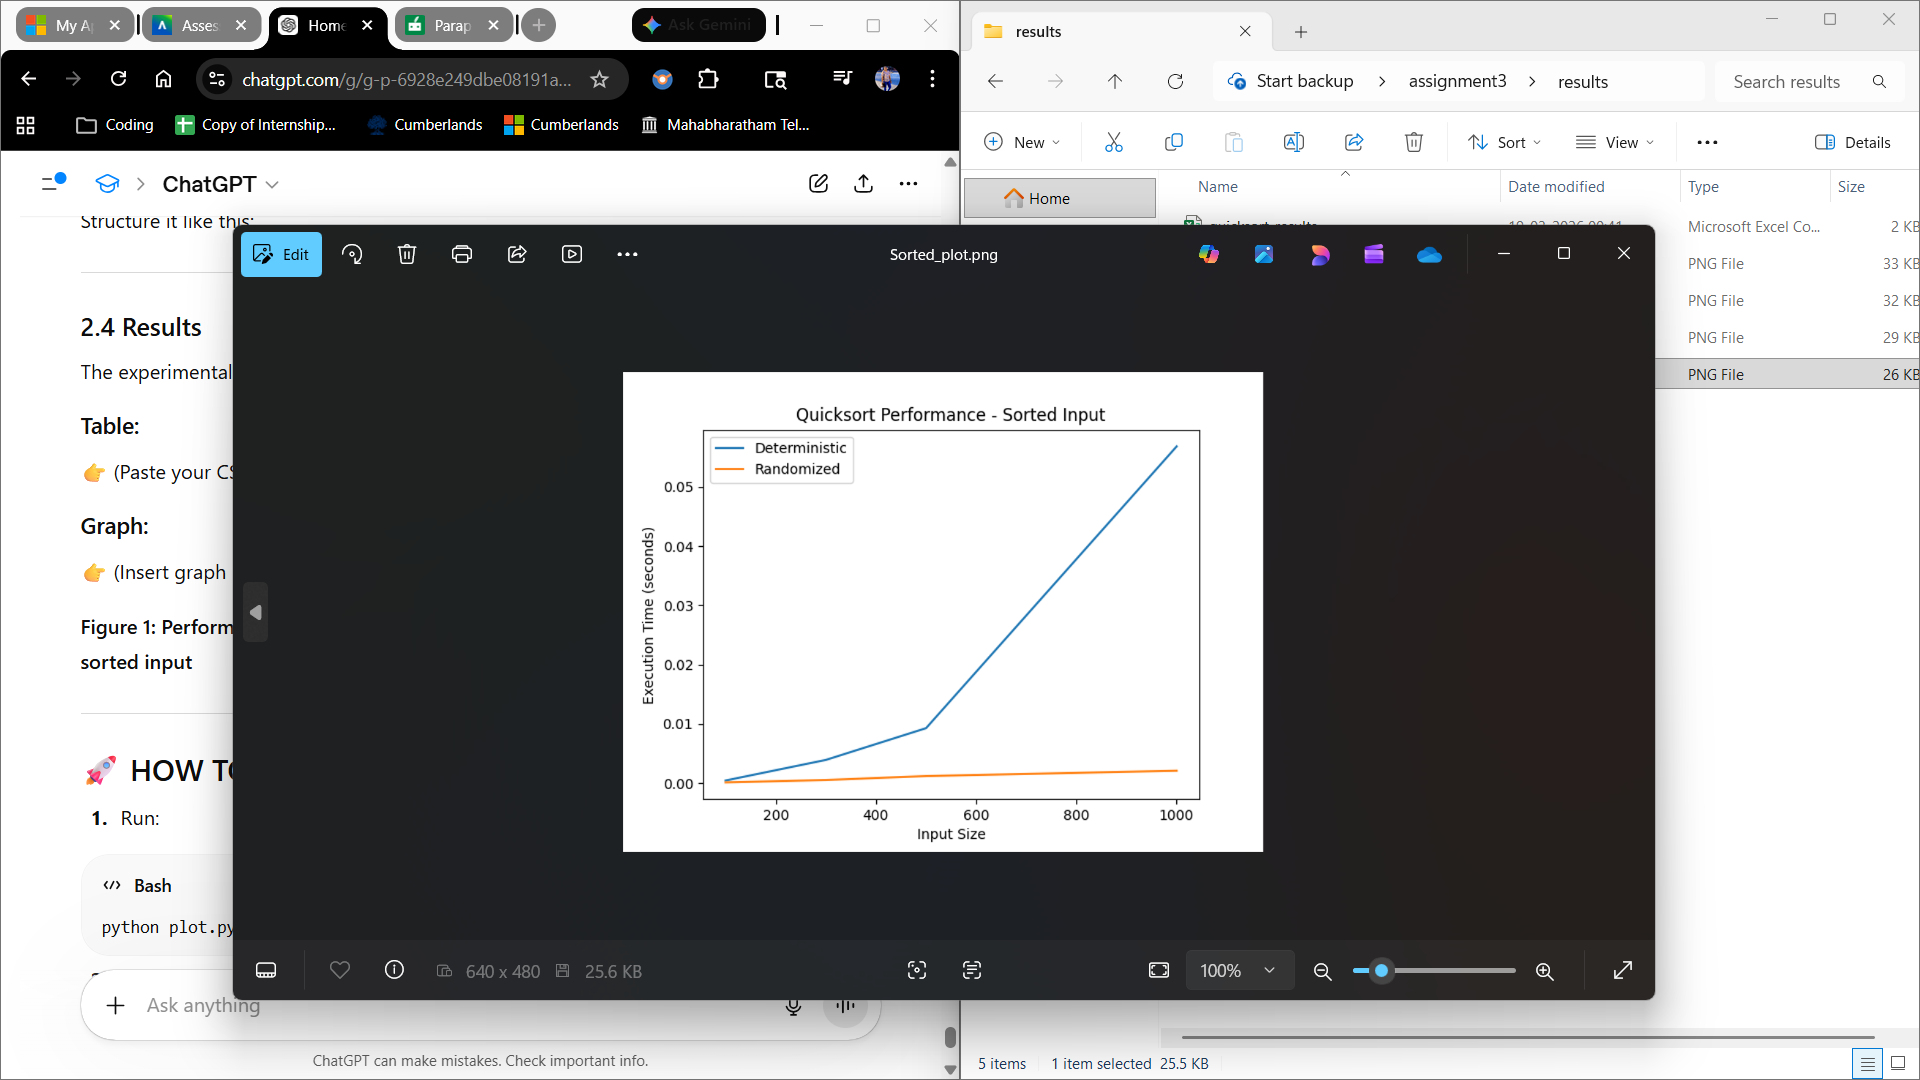 My A
Asses
Home
Parap
Ask Gemini
chatgpt.com/g/g-p-6928e249dbe08191a...
Coding
Copy of Internship...
Cumberlands
Cumberlands
Mahabharatham Tel...
ChatGPT
Structure it like this:
2.4 Results
The experimental
Table:
👉 (Paste your CS
Graph:
👉 (Insert graph
Figure 1: Perform
sorted input
🚀 HOW TO
1. Run:
Bash
python plot.py
Ask anything
ChatGPT can make mistakes. Check important info.
results
Start backup
assignment3
results
Search results
New
Sort
View
Details
Name
Date modified
Type
Size
Home
Microsoft Excel Co...
2 KB
PNG File
33 KB
PNG File
32 KB
PNG File
29 KB
PNG File
26 KB
5 items
1 item selected 25.5 KB
Edit
Sorted_plot.png
Quicksort Performance - Sorted Input
Deterministic
Randomized
Execution Time (seconds)
0.05
0.04
0.03
0.02
0.01
0.00
200
400
600
800
1000
Input Size
640 x 480
25.6 KB
100%